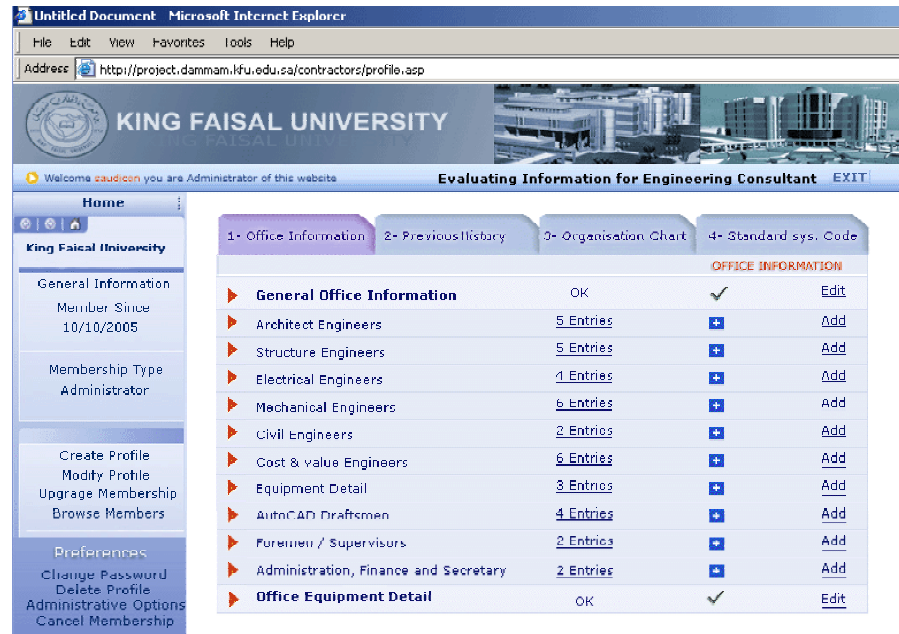 Untitled Document Microsoft Internet Explorer
File Edit View Favorites Tools Help
Address http://project.dammam.kfu.edu.sa/contractors/profile.asp
KING FAISAL UNIVERSITY
Welcome saudicon you are Administrator of this website
Evaluating Information for Engineering Consultant EXIT
Home
King Faisal University
General Information
Member Since
10/10/2005
Membership Type
Administrator
Create Profile
Modify Profile
Upgrage Membership
Browse Members
Preferences
Change Password
Delete Profile
Administrative Options
Cancel Membership
1- Office Information 2- Previous History 3- Organisation Chart 4- Standard sys. Code
OFFICE INFORMATION
General Office Information OK Edit
Architect Engineers 5 Entries Add
Structure Engineers 5 Entries Add
Electrical Engineers Entries Add
Mechanical Engineers 6 Entries Add
Civil Engineers 2 Entries Add
Cost & value Engineers 6 Entries Add
Equipment Detail 3 Entries Add
AutoCAD Draftsmen 4 Entries Add
Foremen / Supervisors 2 Entries Add
Administration, Finance and Secretary 2 Entries Add
Office Equipment Detail OK Edit